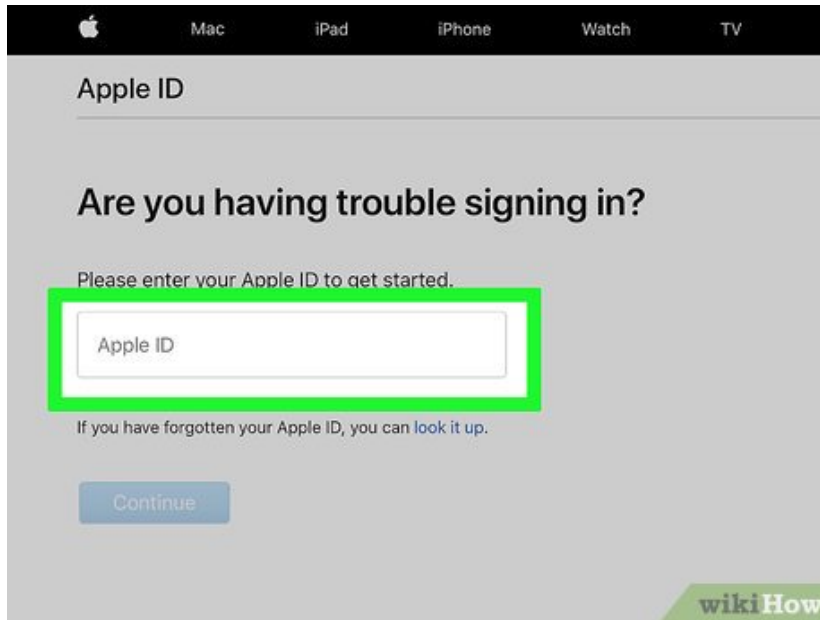 Mac iPad iPhone Watch TV
Apple ID
Are you having trouble signing in?
Please enter your Apple ID to get started.
Apple ID
If you have forgotten your Apple ID, you can look it up.
Continue
wikiHow